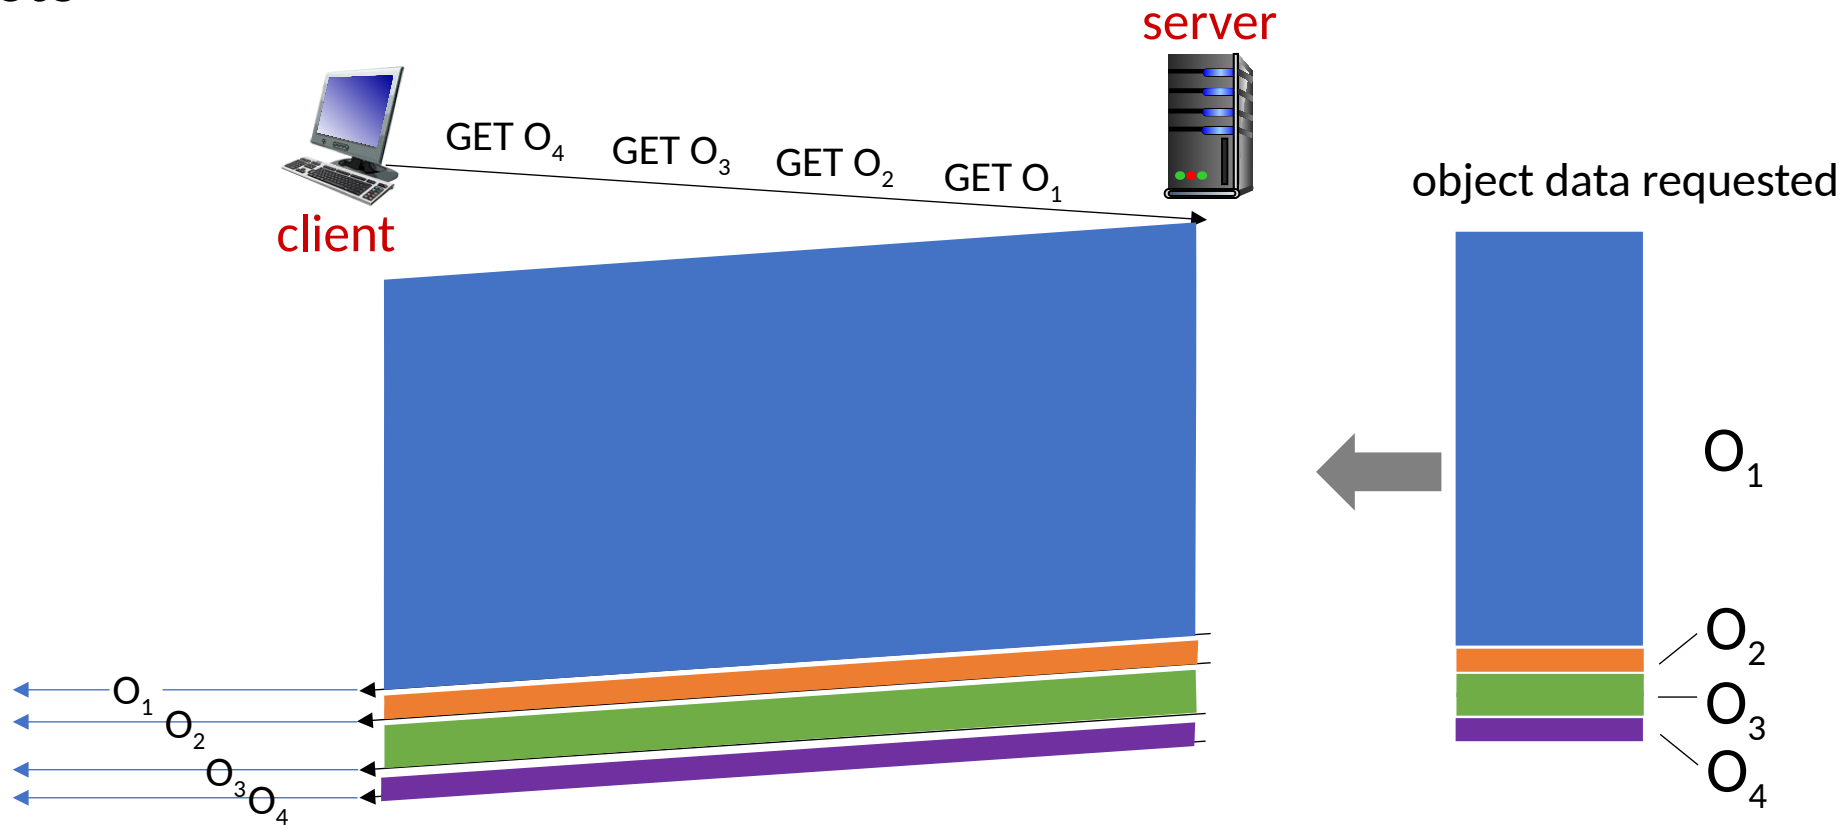 server
GET O4
GET O3
GET O2
GET O1
object data requested
client
O1
O2
O3
O4
O1
O2
O3
O4